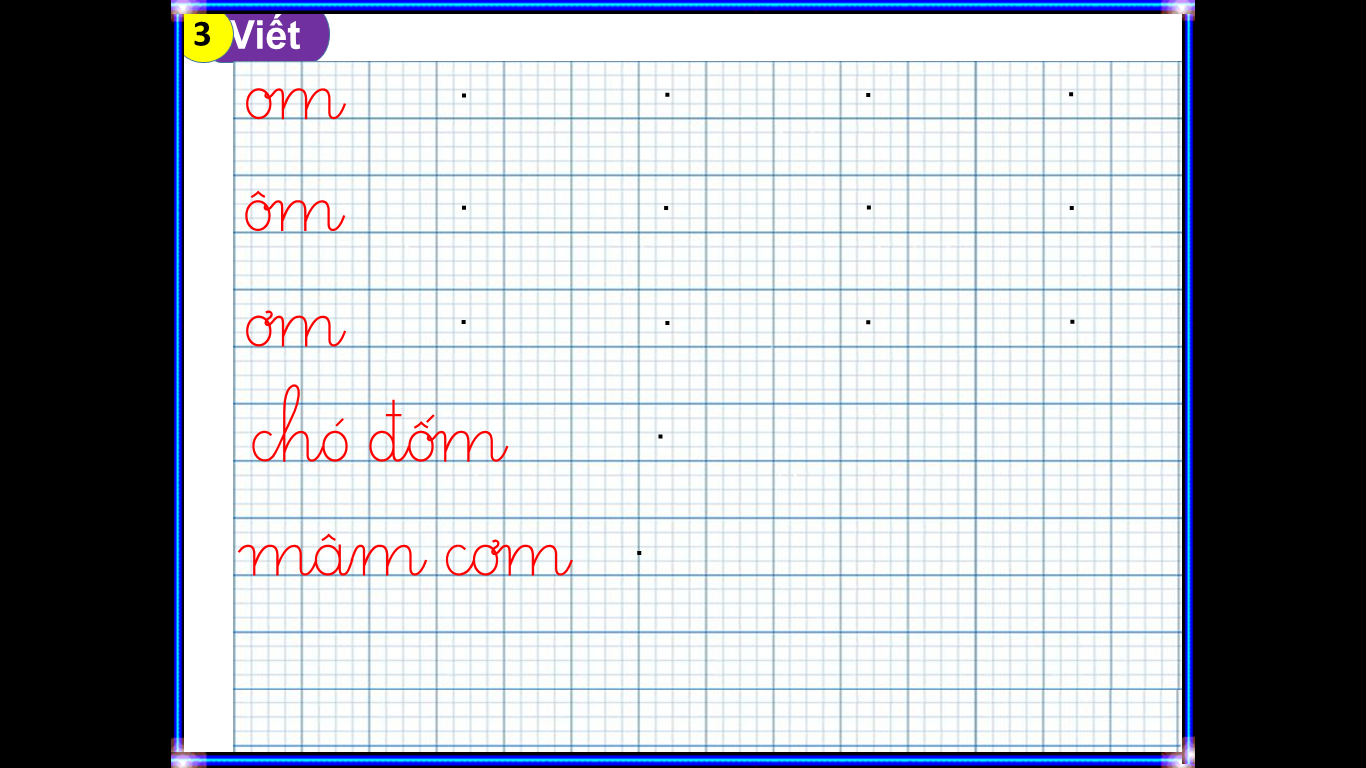 3 Viết
om
ôm
ơm
chó đốm
mâm cơm